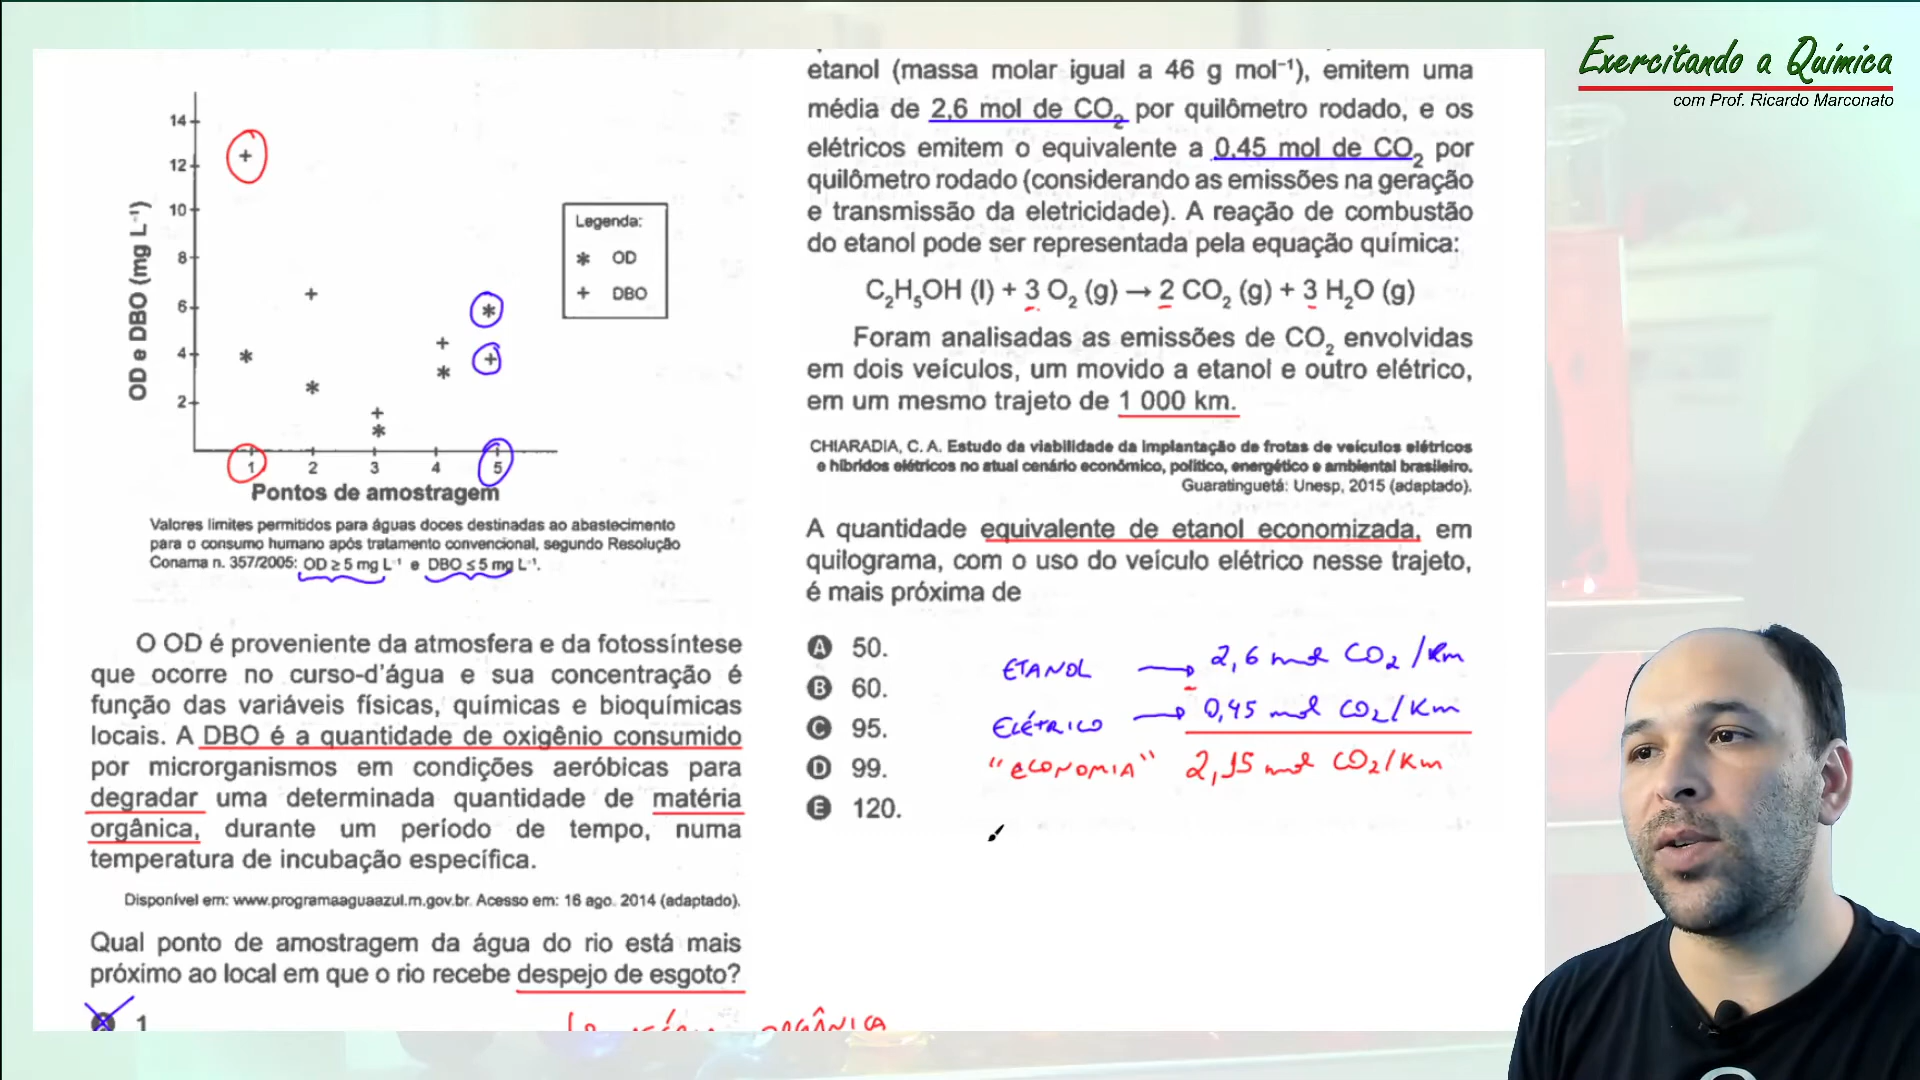 Exercitando a Química
com Prof. Ricardo Marconato
14
12
10
8
6
4
2
OD e DBO (mg L⁻¹)
Legenda:
* OD
+ DBO
1 2 3 4 5
Pontos de amostragem
Valores limites permitidos para águas doces destinadas ao abastecimento
para o consumo humano após tratamento convencional, segundo Resolução
Conama n. 357/2005: OD ≥ 5 mg L⁻¹ e DBO ≤ 5 mg L⁻¹.
O OD é proveniente da atmosfera e da fotossíntese
que ocorre no curso-d'água e sua concentração é
função das variáveis físicas, químicas e bioquímicas
locais. A DBO é a quantidade de oxigênio consumido
por microrganismos em condições aeróbicas para
degradar uma determinada quantidade de matéria
orgânica, durante um período de tempo, numa
temperatura de incubação específica.
Disponível em: www.programaaguaazul.rn.gov.br. Acesso em: 16 ago. 2014 (adaptado).
Qual ponto de amostragem da água do rio está mais
próximo ao local em que o rio recebe despejo de esgoto?
1
ORGÂNICA
etanol (massa molar igual a 46 g mol⁻¹), emitem uma
média de 2,6 mol de CO₂ por quilômetro rodado, e os
elétricos emitem o equivalente a 0,45 mol de CO₂ por
quilômetro rodado (considerando as emissões na geração
e transmissão da eletricidade). A reação de combustão
do etanol pode ser representada pela equação química:
C₂H₅OH (l) + 3 O₂ (g) → 2 CO₂ (g) + 3 H₂O (g)
Foram analisadas as emissões de CO₂ envolvidas
em dois veículos, um movido a etanol e outro elétrico,
em um mesmo trajeto de 1 000 km.
CHIARADIA, C. A. Estudo da viabilidade da implantação de frotas de veículos elétricos
e híbridos elétricos no atual cenário econômico, político, energético e ambiental brasileiro.
Guaratinguetá: Unesp, 2015 (adaptado).
A quantidade equivalente de etanol economizada, em
quilograma, com o uso do veículo elétrico nesse trajeto,
é mais próxima de
A 50.
B 60.
C 95.
D 99.
E 120.
ETANOL → 2,6 mol CO₂/Km
ELÉTRICO → 0,45 mol CO₂/Km
"ECONOMIA" 2,15 mol CO₂/Km